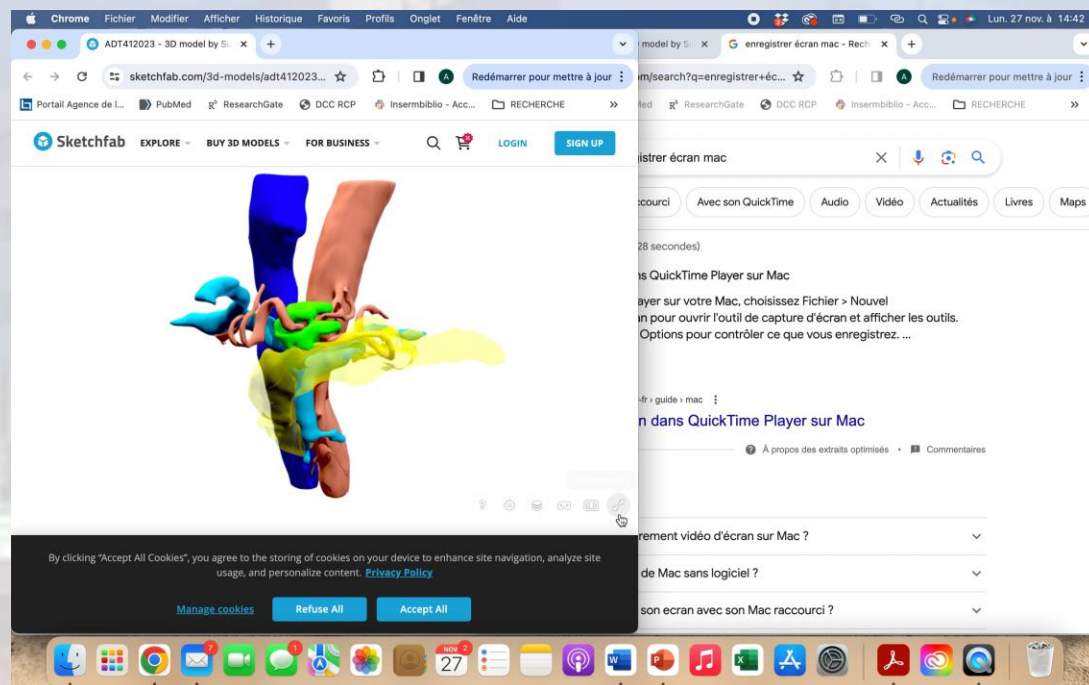 Chrome Fichier Modifier Afficher Historique Favoris Profils Onglet Fenêtre Aide
Lun. 27 nov. à 14:42
ADT412023 - 3D model by S
model by S
enregistrer écran mac - Rech
sketchfab.com/3d-models/adt412023...
Redémarrer pour mettre à jour
m/search?q=enregistrer+éc...
Redémarrer pour mettre à jour
Portail Agence de l... PubMed ResearchGate DCC RCP Insermbiblio - Acc... RECHERCHE »
ed ResearchGate DCC RCP Insermbiblio - Acc... RECHERCHE »
Sketchfab EXPLORE BUY 3D MODELS FOR BUSINESS LOGIN SIGN UP
istrer écran mac
ccourci Avec son QuickTime Audio Vidéo Actualités Livres Maps
28 secondes)
ns QuickTime Player sur Mac
ayer sur votre Mac, choisissez Fichier > Nouvel
n pour ouvrir l'outil de capture d'écran et afficher les outils.
Options pour contrôler ce que vous enregistrez. ...
-fr › guide › mac
n dans QuickTime Player sur Mac
À propos des extraits optimisés • Commentaires
rement vidéo d'écran sur Mac ?
de Mac sans logiciel ?
son ecran avec son Mac raccourci ?
By clicking "Accept All Cookies", you agree to the storing of cookies on your device to enhance site navigation, analyze site
usage, and personalize content. Privacy Policy
Manage cookies Refuse All Accept All
7
1
NOV 2
27